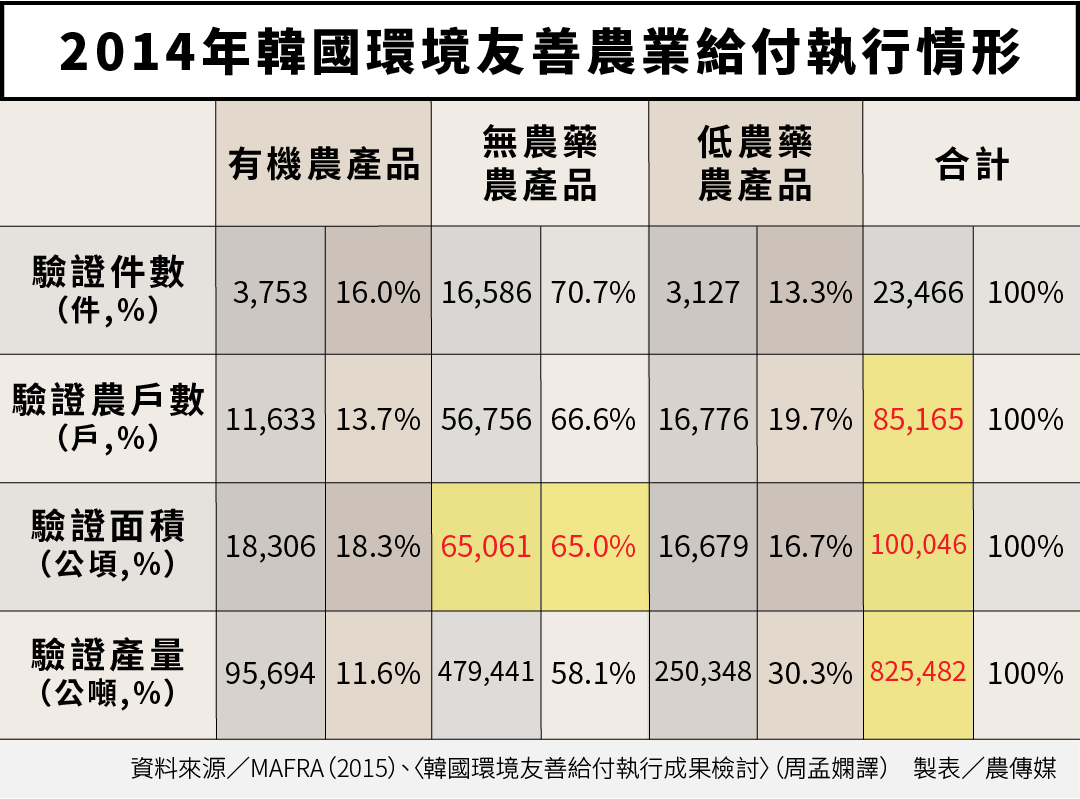 2014年韓國環境友善農業給付執行情形
有機農產品 無農藥農產品 低農藥農產品 合計
驗證件數(件,%) 3,753 16.0% 16,586 70.7% 3,127 13.3% 23,466 100%
驗證農戶數(戶,%) 11,633 13.7% 56,756 66.6% 16,776 19.7% 85,165 100%
驗證面積(公頃,%) 18,306 18.3% 65,061 65.0% 16,679 16.7% 100,046 100%
驗證產量(公噸,%) 95,694 11.6% 479,441 58.1% 250,348 30.3% 825,482 100%
資料來源／MAFRA（2015）、〈韓國環境友善給付執行成果檢討〉（周孟嫻譯） 製表／農傳媒